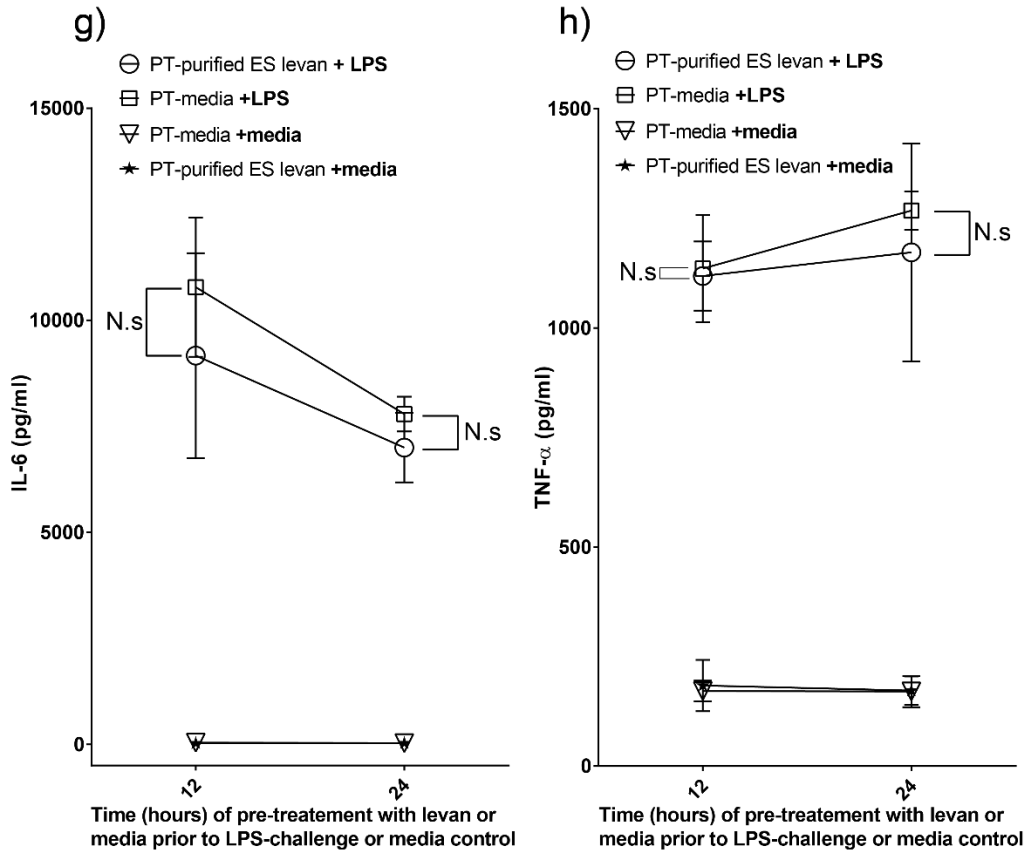 g)
PT-purified ES levan + LPS
PT-media +LPS
PT-media +media
PT-purified ES levan +media
15000
10000
5000
0
IL-6 (pg/ml)
N.s
N.s
12
24
Time (hours) of pre-treatement with levan or
media prior to LPS-challenge or media control
h)
PT-purified ES levan + LPS
PT-media +LPS
PT-media +media
PT-purified ES levan +media
1500
1000
500
0
TNF-α (pg/ml)
N.s
N.s
12
24
Time (hours) of pre-treatement with levan or
media prior to LPS-challenge or media control